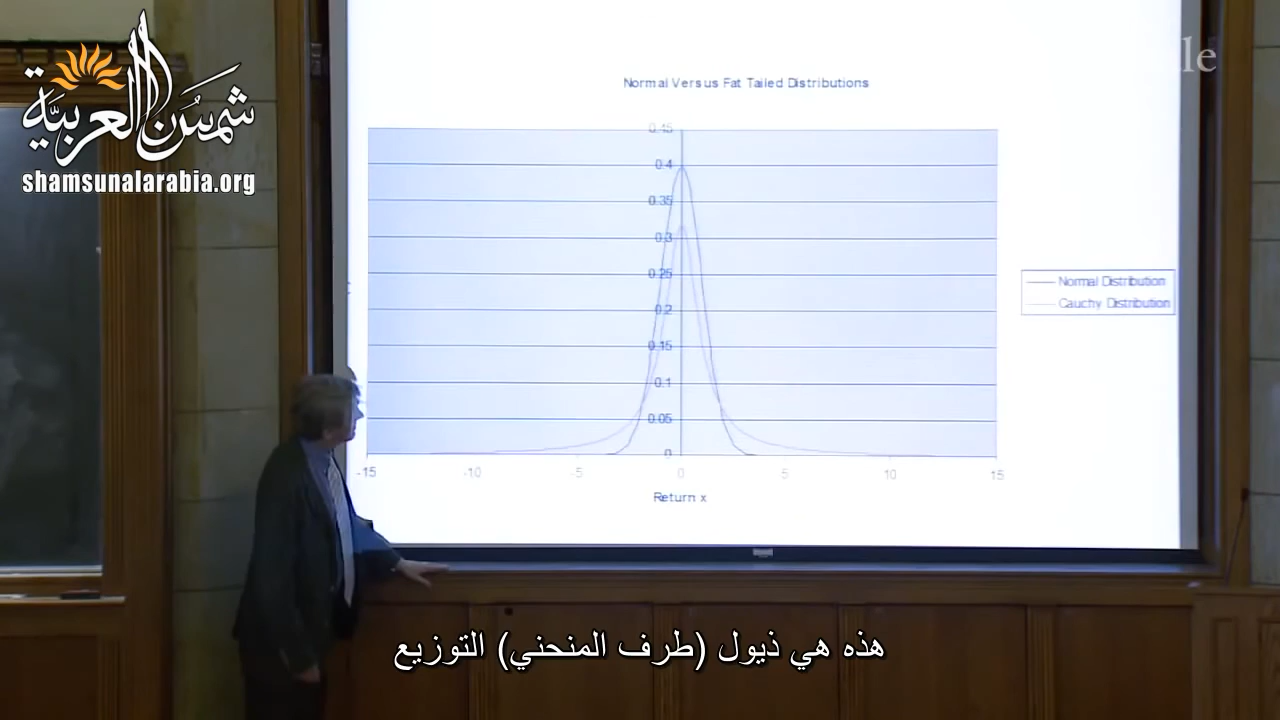 شمس العربية
shamsunalarabia.org
le
Normal Versus Fat Tailed Distributions
0.45
0.4
0.35
0.3
0.25
0.2
0.15
0.1
0.05
0
-15 -10 -5 0 5 10 15
Return x
Normal Distribution
Cauchy Distribution
هذه هي ذيول (طرف المنحني) التوزيع